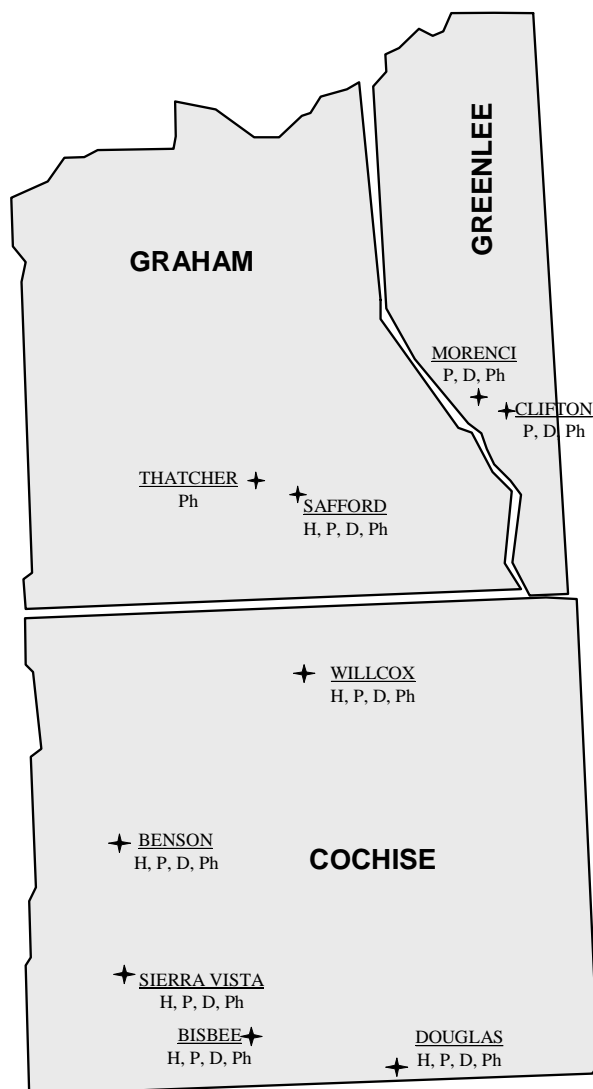 GREENLEE
GRAHAM
MORENCI
P, D, Ph
CLIFTON
P, D, Ph
THATCHER
Ph
SAFFORD
H, P, D, Ph
WILLCOX
H, P, D, Ph
BENSON
H, P, D, Ph
COCHISE
SIERRA VISTA
H, P, D, Ph
BISBEE
H, P, D, Ph
DOUGLAS
H, P, D, Ph